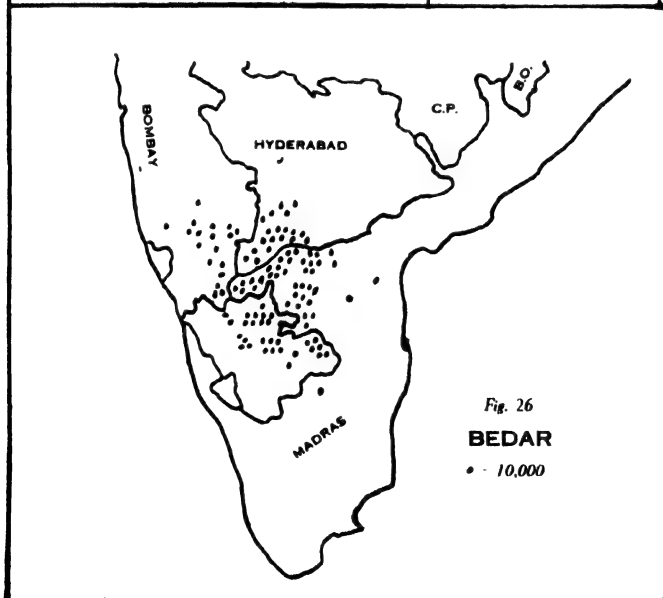 B.O.
C.P.
BOMBAY
HYDERABAD
MADRAS
Fig. 26
BEDAR
• - 10,000